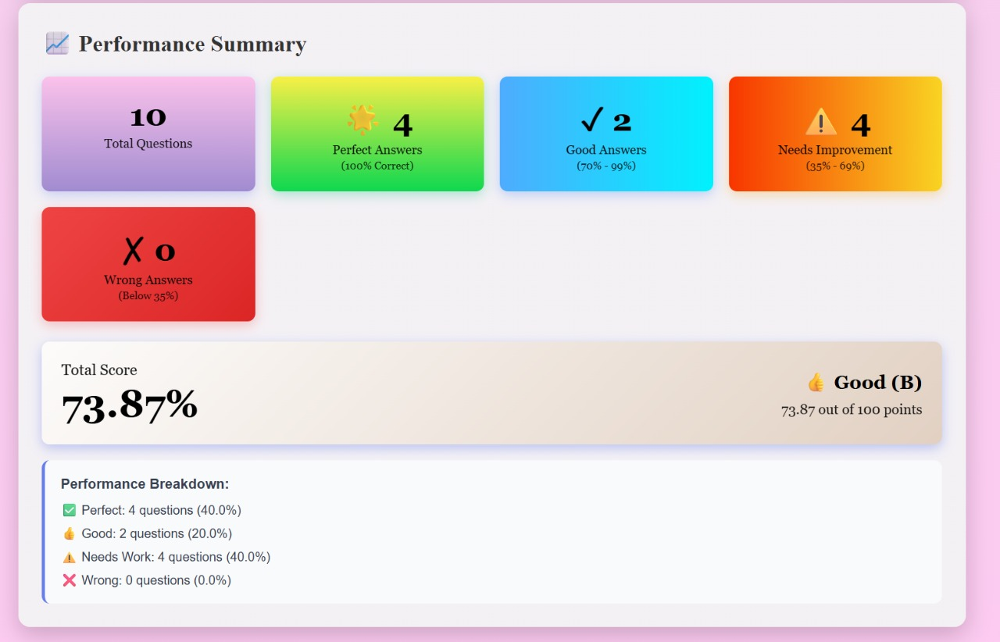 📈 Performance Summary
10
Total Questions
🌟 4
Perfect Answers
(100% Correct)
✓ 2
Good Answers
(70% - 99%)
⚠️ 4
Needs Improvement
(35% - 69%)
✗ 0
Wrong Answers
(Below 35%)
Total Score
73.87%
👍 Good (B)
73.87 out of 100 points
Performance Breakdown:
✅ Perfect: 4 questions (40.0%)
👍 Good: 2 questions (20.0%)
⚠️ Needs Work: 4 questions (40.0%)
❌ Wrong: 0 questions (0.0%)